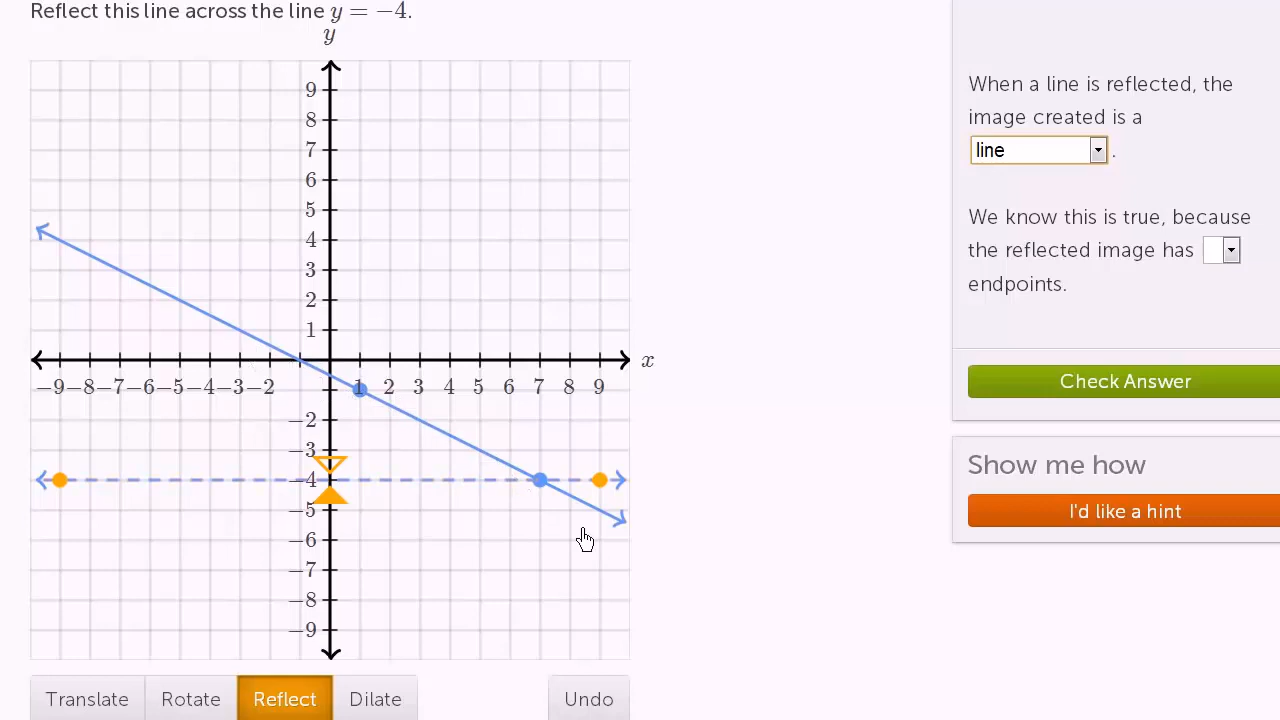 Reflect this line across the line y = −4.
y
9
8
7
6
5
4
3
2
1
x
−9 −8 −7 −6 −5 −4 −3 −2 1 2 3 4 5 6 7 8 9
−2
−3
−4
−5
−6
−7
−8
−9
Translate Rotate Reflect Dilate Undo
When a line is reflected, the
image created is a
line .
We know this is true, because
the reflected image has
endpoints.
Check Answer
Show me how
I'd like a hint